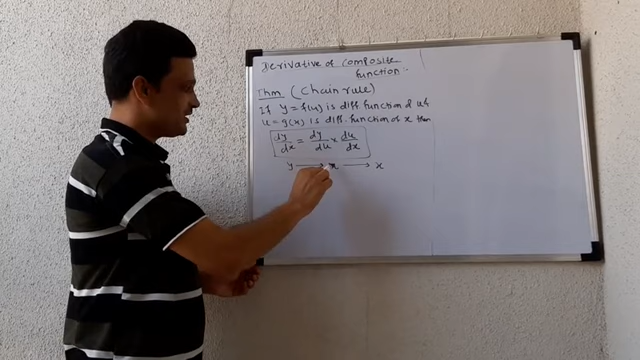 Derivative of composite
function:-
Thm (Chain rule)
If y = f(u) is diff function of u &
u = g(x) is diff. function of x then
dy/dx = dy/du × du/dx
y → → x